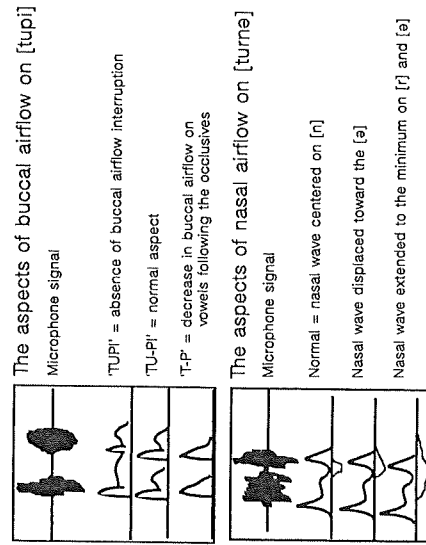 The aspects of buccal airflow on [tupi]
Microphone signal
'TUPI' = absence of buccal airflow interruption
'TU-PI' = normal aspect
'T-P' = decrease in buccal airflow on
vowels following the occlusives
The aspects of nasal airflow on [turnə]
Microphone signal
Normal = nasal wave centered on [n]
Nasal wave displaced toward the [ə]
Nasal wave extended to the minimum on [r] and [ə]